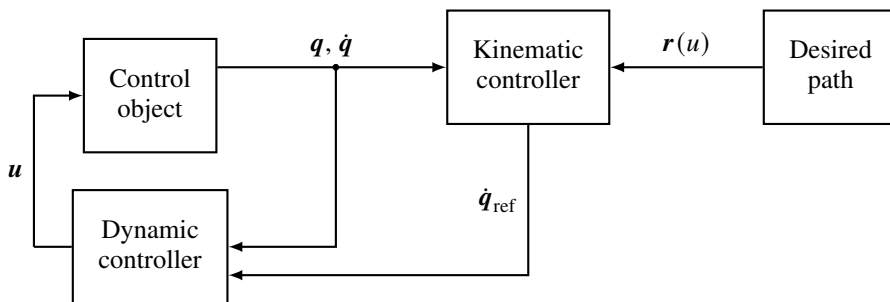 Control
object
q, q̇
Kinematic
controller
r(u)
Desired
path
u
Dynamic
controller
q̇ref